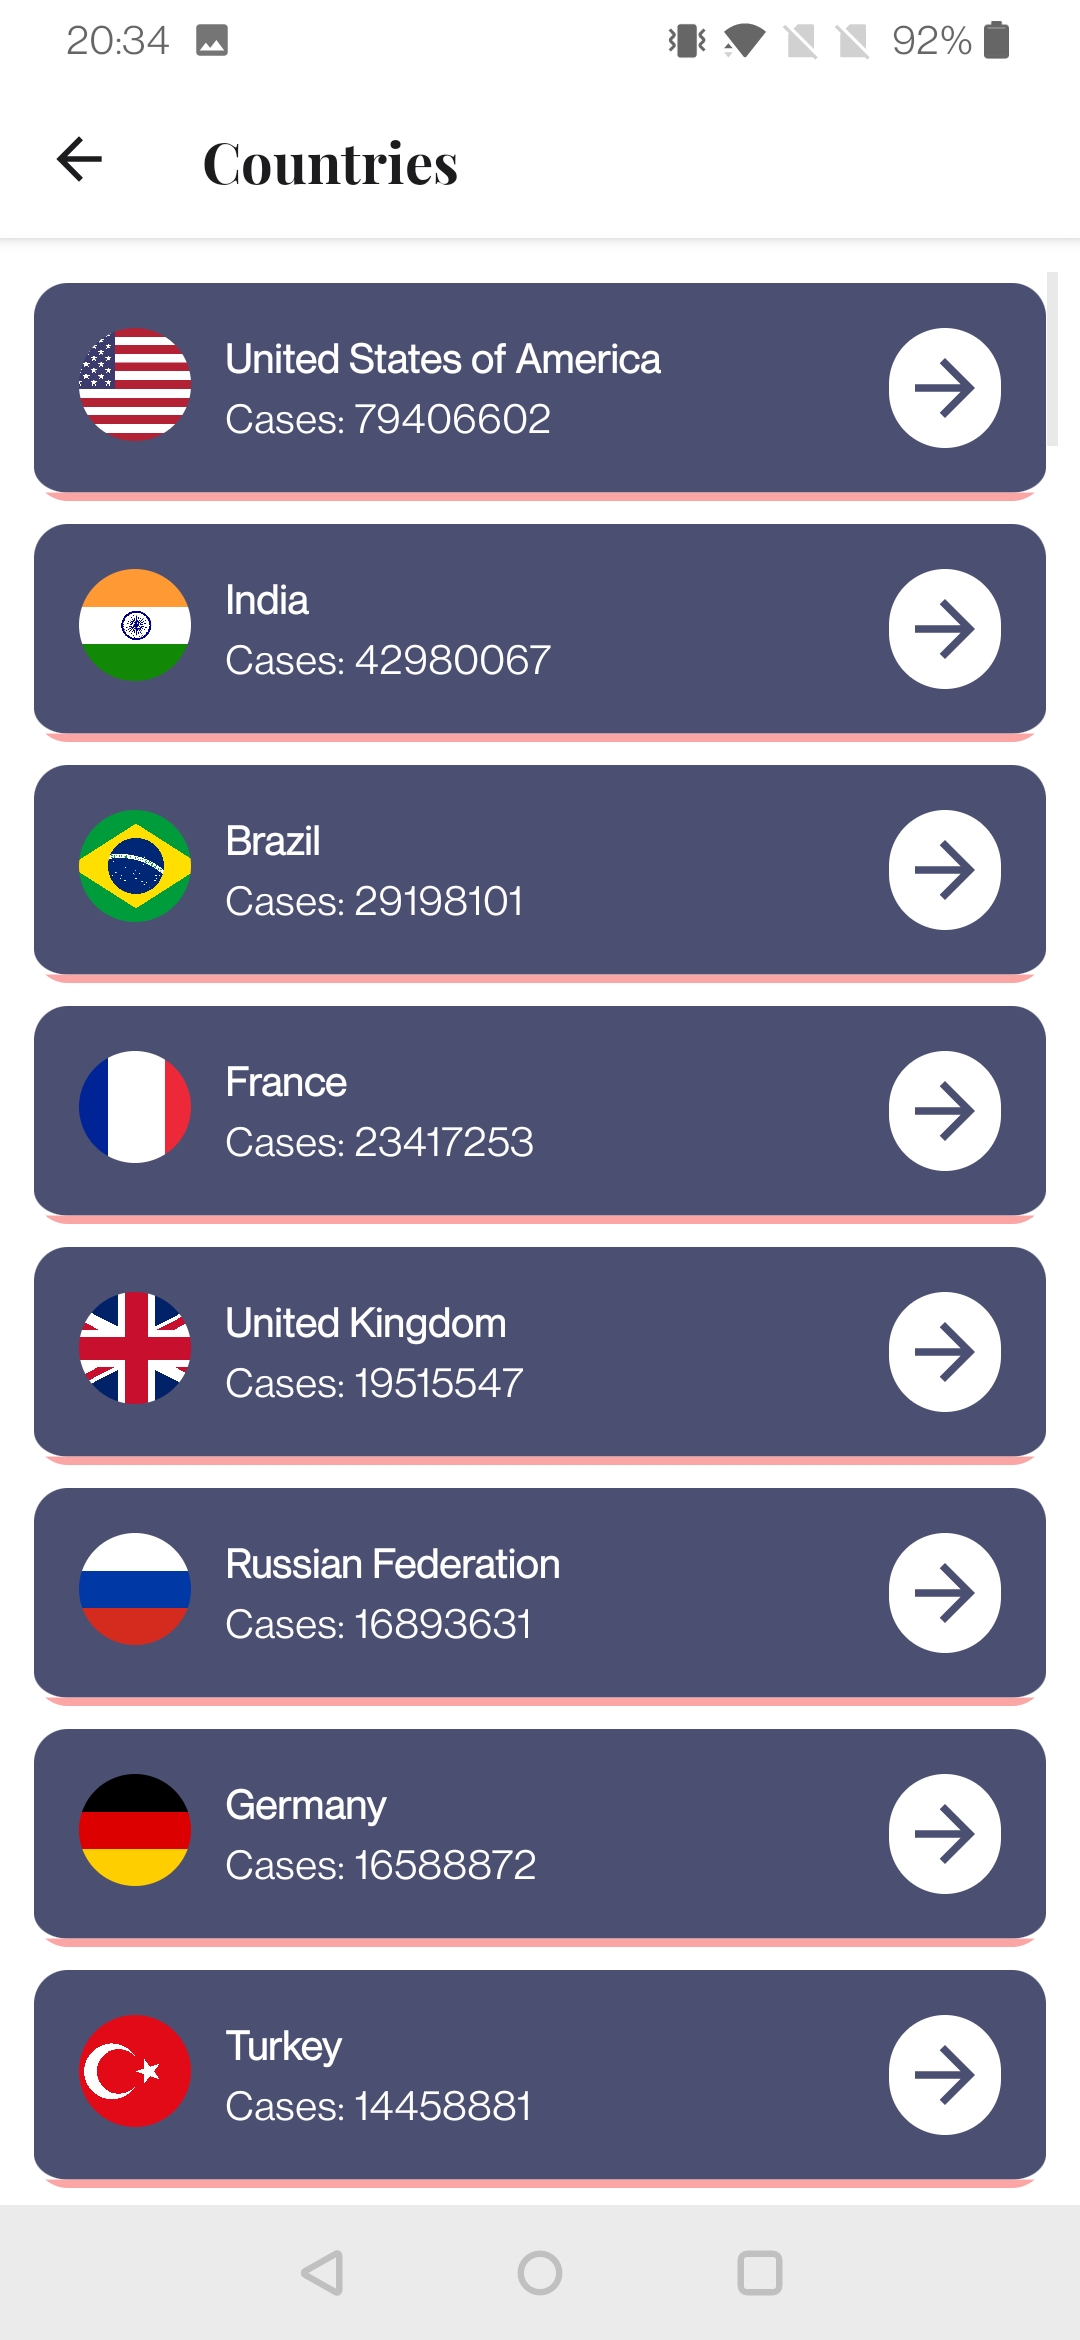 20:34 92%
Countries
United States of America
Cases: 79406602
India
Cases: 42980067
Brazil
Cases: 29198101
France
Cases: 23417253
United Kingdom
Cases: 19515547
Russian Federation
Cases: 16893631
Germany
Cases: 16588872
Turkey
Cases: 14458881